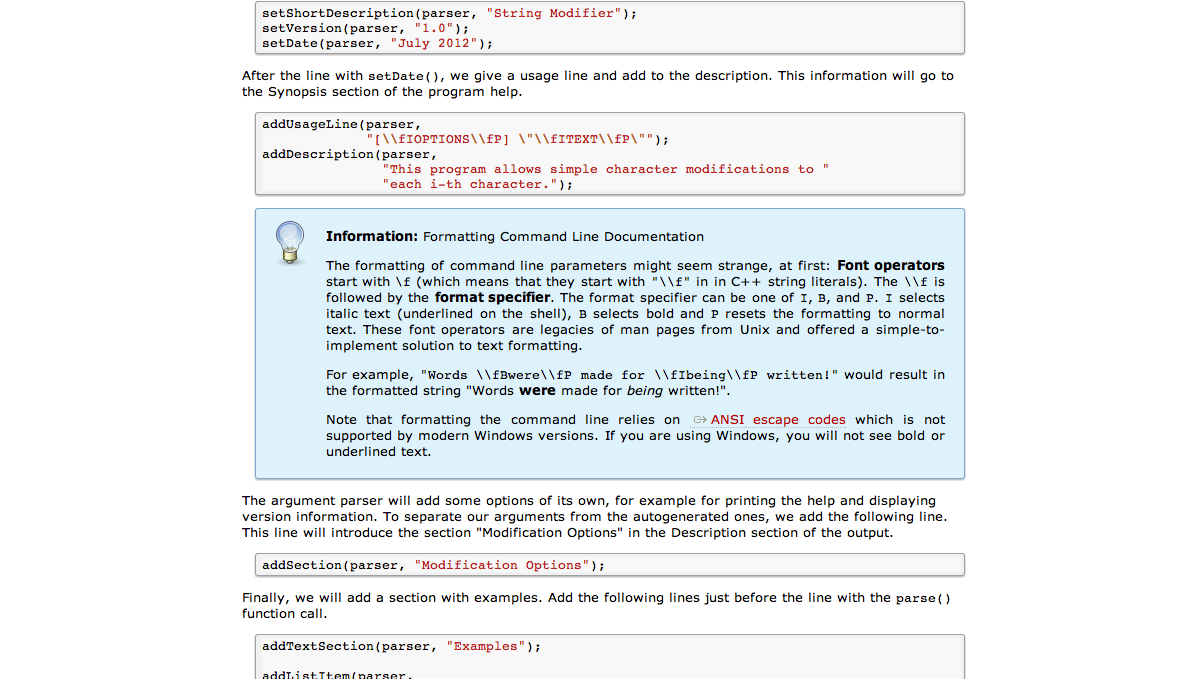 setShortDescription(parser, "String Modifier");
setVersion(parser, "1.0");
setDate(parser, "July 2012");
After the line with setDate(), we give a usage line and add to the description. This information will go to
the Synopsis section of the program help.
addUsageLine(parser,
"[\\fIOPTIONS\\fP] \"\\fITEXT\\fP\"");
addDescription(parser,
"This program allows simple character modifications to "
"each i-th character.");
Information: Formatting Command Line Documentation
The formatting of command line parameters might seem strange, at first: Font operators
start with \f (which means that they start with "\\f" in in C++ string literals). The \\f is
followed by the format specifier. The format specifier can be one of I, B, and P. I selects
italic text (underlined on the shell), B selects bold and P resets the formatting to normal
text. These font operators are legacies of man pages from Unix and offered a simple-to-
implement solution to text formatting.
For example, "Words \\fBwere\\fP made for \\fIbeing\\fP written!" would result in
the formatted string "Words were made for being written!".
Note that formatting the command line relies on ANSI escape codes which is not
supported by modern Windows versions. If you are using Windows, you will not see bold or
underlined text.
The argument parser will add some options of its own, for example for printing the help and displaying
version information. To separate our arguments from the autogenerated ones, we add the following line.
This line will introduce the section "Modification Options" in the Description section of the output.
addSection(parser, "Modification Options");
Finally, we will add a section with examples. Add the following lines just before the line with the parse()
function call.
addTextSection(parser, "Examples");
addListItem(parser,